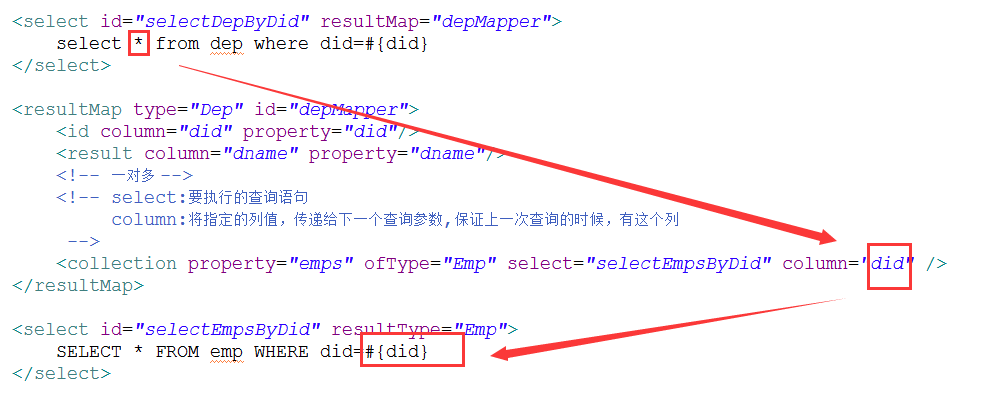 <select id="selectDepByDid" resultMap="depMapper">
select * from dep where did=#{did}
</select>
<resultMap type="Dep" id="depMapper">
<id column="did" property="did"/>
<result column="dname" property="dname"/>
<!-- 一对多 -->
<!-- select:要执行的查询语句
column:将指定的列值，传递给下一个查询参数,保证上一次查询的时候，有这个列
-->
<collection property="emps" ofType="Emp" select="selectEmpsByDid" column="did" />
</resultMap>
<select id="selectEmpsByDid" resultType="Emp">
SELECT * FROM emp WHERE did=#{did}
</select>